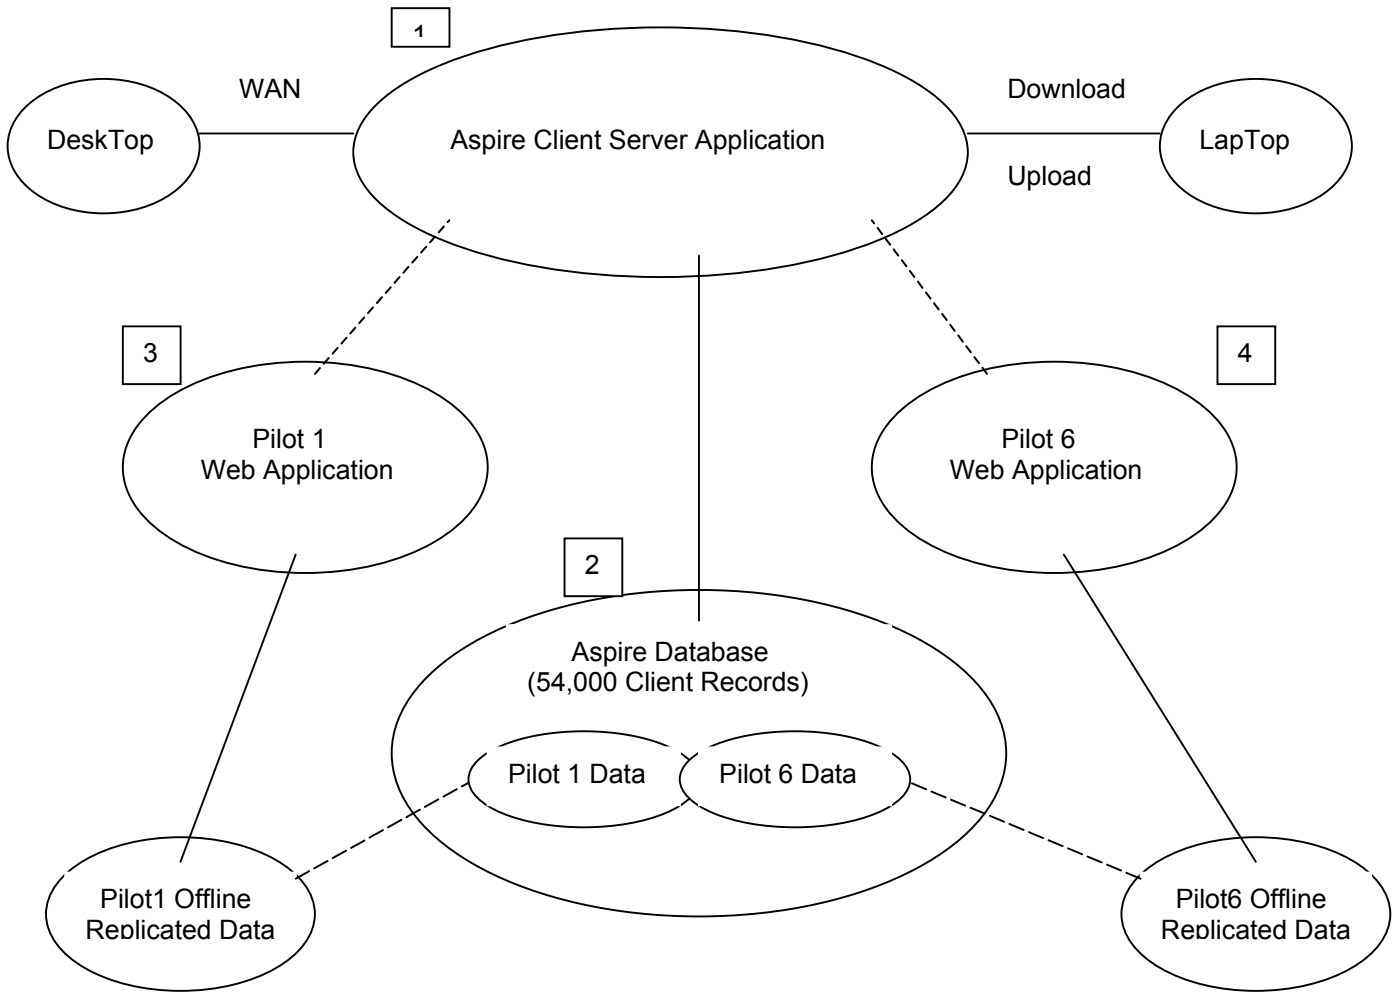 1
WAN
Download
DeskTop
Aspire Client Server Application
LapTop
Upload
3
4
Pilot 1
Web Application
Pilot 6
Web Application
2
Aspire Database
(54,000 Client Records)
Pilot 1 Data
Pilot 6 Data
Pilot1 Offline
Replicated Data
Pilot6 Offline
Replicated Data